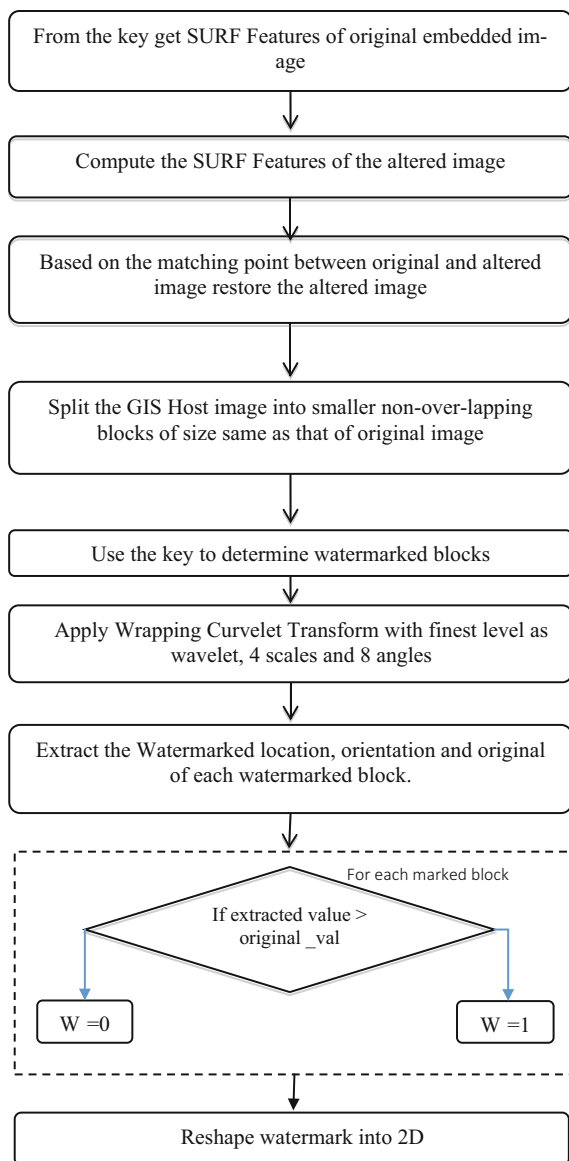 From the key get SURF Features of original embedded im-
age
Compute the SURF Features of the altered image
Based on the matching point between original and altered
image restore the altered image
Split the GIS Host image into smaller non-over-lapping
blocks of size same as that of original image
Use the key to determine watermarked blocks
Apply Wrapping Curvelet Transform with finest level as
wavelet, 4 scales and 8 angles
Extract the Watermarked location, orientation and original
of each watermarked block.
For each marked block
If extracted value >
original _val
W =0
W =1
Reshape watermark into 2D